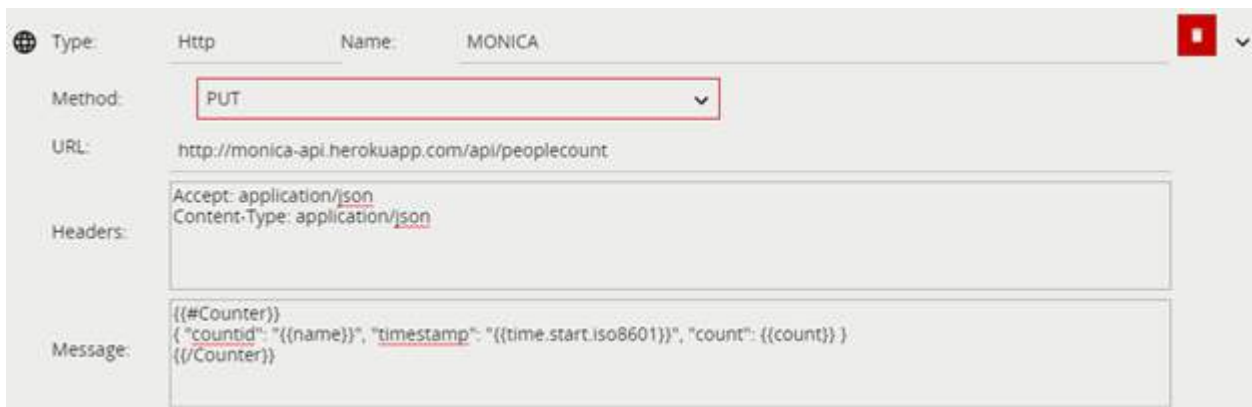 Type: Http Name: MONICA
Method: PUT
URL: http://monica-api.herokuapp.com/api/peoplecount
Headers: Accept: application/json
Content-Type: application/json
Message: {{#Counter}}
{ "countid": "{{name}}", "timestamp": "{{time.start.iso8601}}", "count": {{count}} }
{{/Counter}}